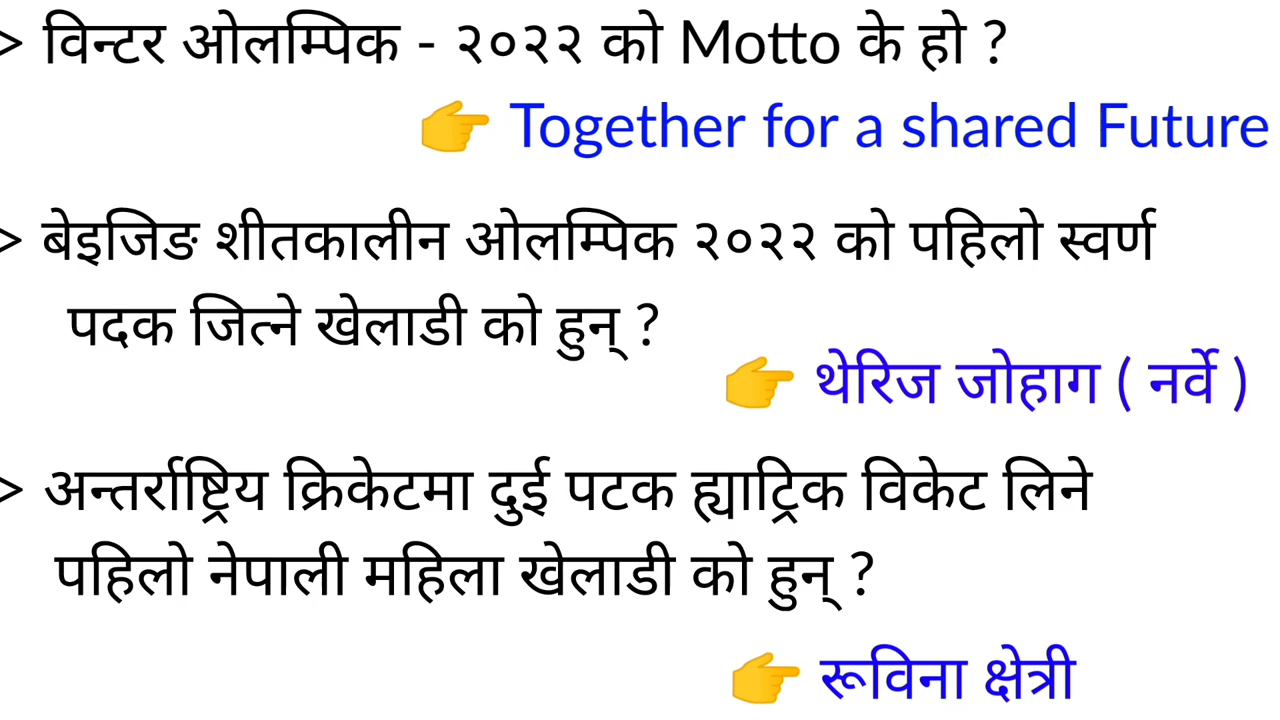 > विन्टर ओलम्पिक - २०२२ को Motto के हो ?
👉 Together for a shared Future
> बेइजिङ शीतकालीन ओलम्पिक २०२२ को पहिलो स्वर्ण
पदक जित्ने खेलाडी को हुन् ?
👉 थेरिज जोहाग ( नर्वे )
> अन्तर्राष्ट्रिय क्रिकेटमा दुई पटक ह्याट्रिक विकेट लिने
पहिलो नेपाली महिला खेलाडी को हुन् ?
👉 रूविना क्षेत्री